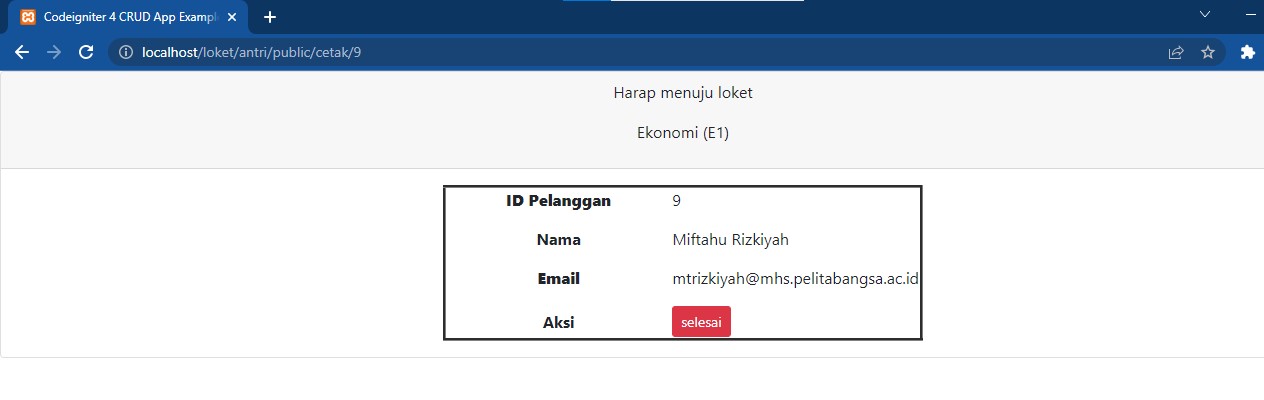 Codeigniter 4 CRUD App Exampl
localhost/loket/antri/public/cetak/9
Harap menuju loket
Ekonomi (E1)
ID Pelanggan 9
Nama Miftahu Rizkiyah
Email mtrizkiyah@mhs.pelitabangsa.ac.id
Aksi selesai